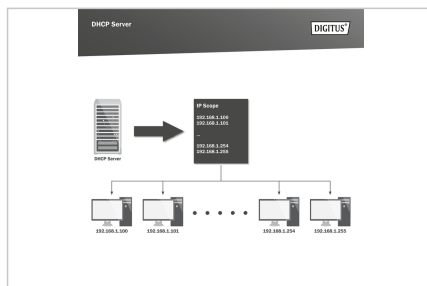 DHCP Server
DIGITUS®
IP Scope
192.168.1.100
192.168.1.101
...
192.168.1.254
192.168.1.255
DHCP Server
192.168.1.100
192.168.1.101
192.168.1.254
192.168.1.255